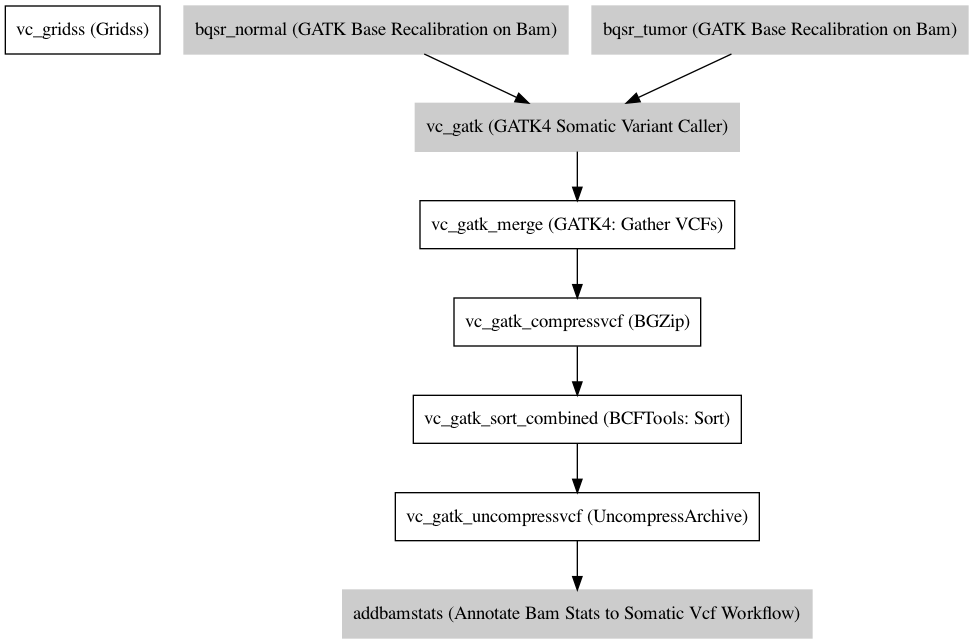 vc_gridss (Gridss)
bqsr_normal (GATK Base Recalibration on Bam)
bqsr_tumor (GATK Base Recalibration on Bam)
vc_gatk (GATK4 Somatic Variant Caller)
vc_gatk_merge (GATK4: Gather VCFs)
vc_gatk_compressvcf (BGZip)
vc_gatk_sort_combined (BCFTools: Sort)
vc_gatk_uncompressvcf (UncompressArchive)
addbamstats (Annotate Bam Stats to Somatic Vcf Workflow)